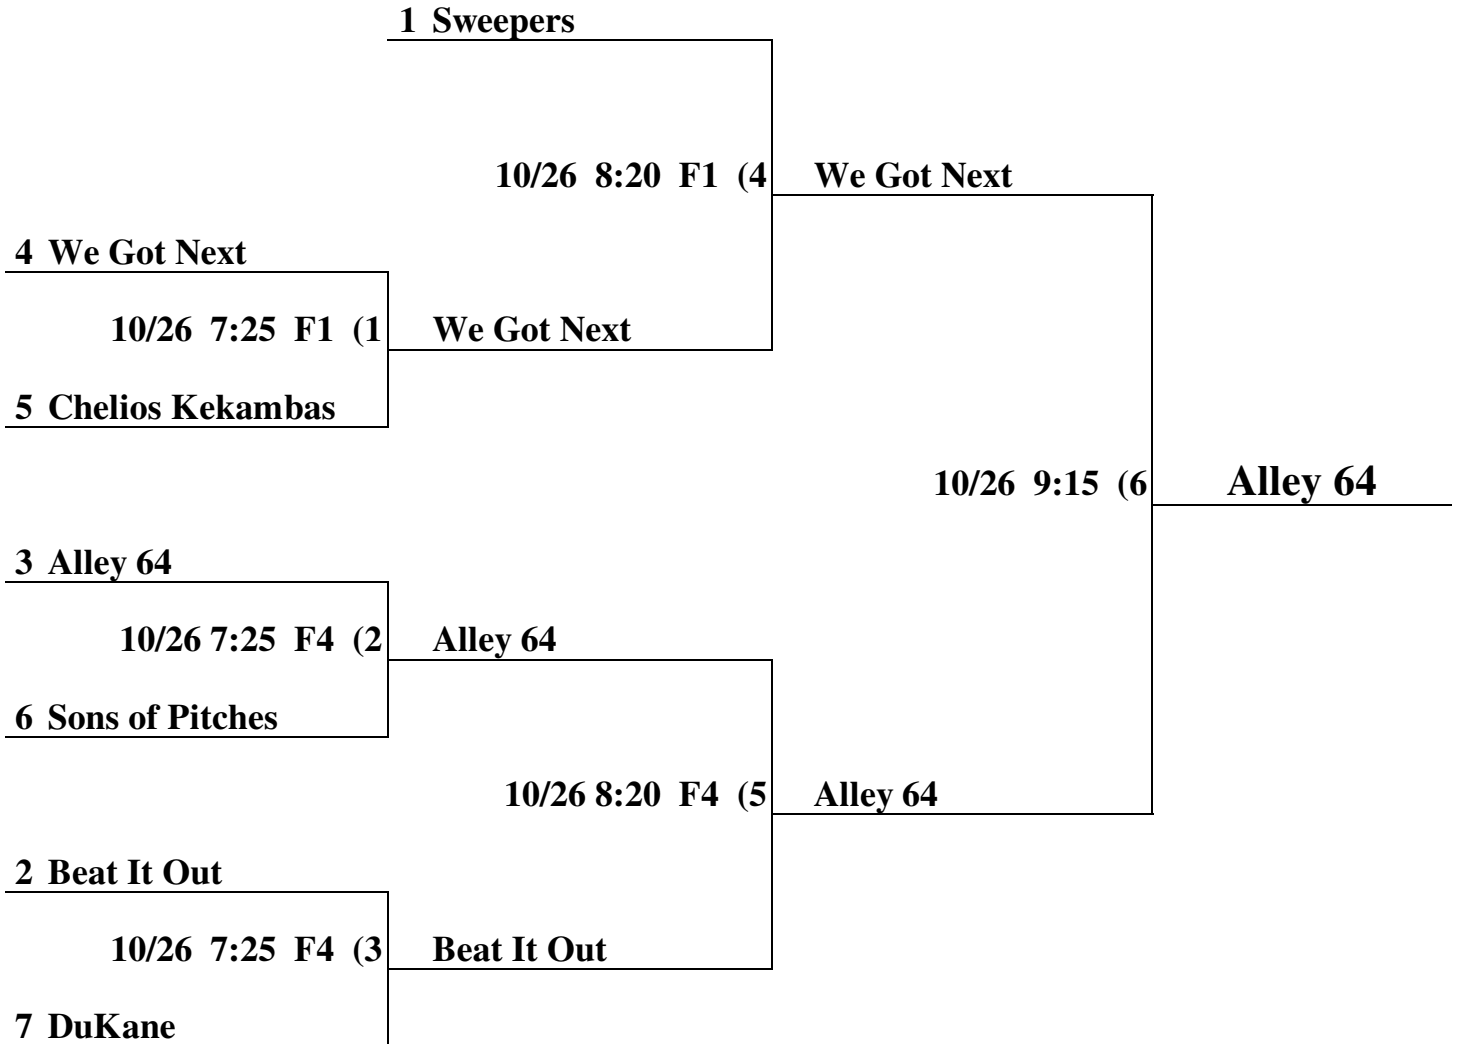 1 Sweepers
10/26 8:20 F1 (4 We Got Next
4 We Got Next
10/26 7:25 F1 (1 We Got Next
5 Chelios Kekambas
10/26 9:15 (6 Alley 64
3 Alley 64
10/26 7:25 F4 (2 Alley 64
6 Sons of Pitches
10/26 8:20 F4 (5 Alley 64
2 Beat It Out
10/26 7:25 F4 (3 Beat It Out
7 DuKane